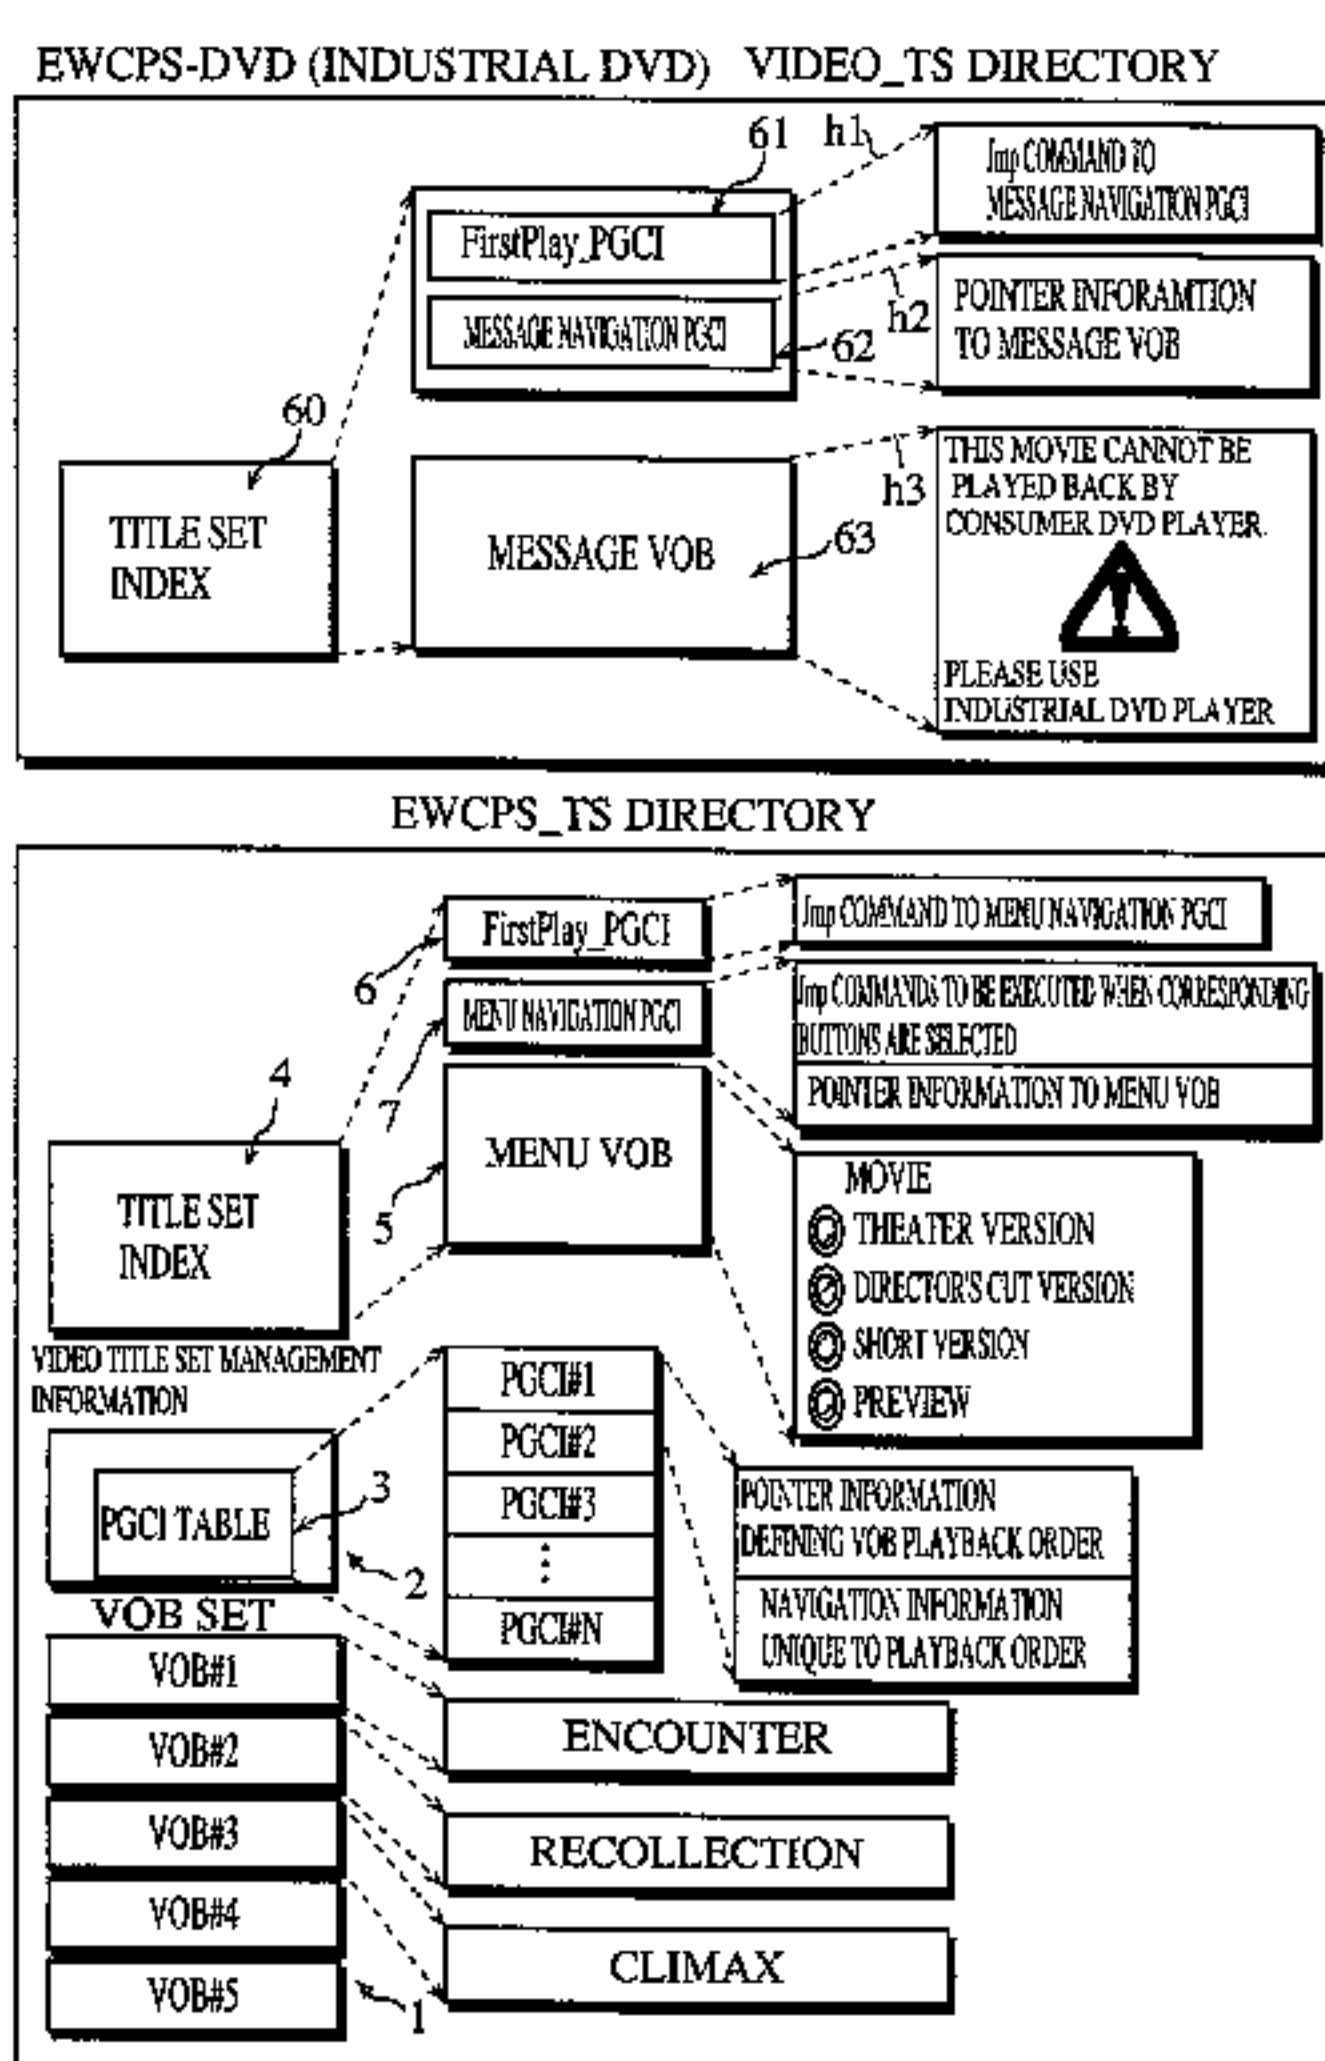 EWCPS-DVD (INDUSTRIAL DVD) VIDEO_TS DIRECTORY
61
h1
FirstPlay_PGCI
Jmp COMMAND TO
MESSAGE NAVIGATION PGCI
MESSAGE NAVIGATION PGCI
62
h2
POINTER INFORAMTION
TO MESSAGE VOB
60
TITLE SET
INDEX
MESSAGE VOB
63
h3
THIS MOVIE CANNOT BE
PLAYED BACK BY
CONSUMER DVD PLAYER.
PLEASE USE
INDUSTRIAL DVD PLAYER
EWCPS_TS DIRECTORY
FirstPlay_PGCI
6
Jmp COMMAND TO MENU NAVIGATION PGCI
MENU NAVIGATION PGCI
7
Jmp COMMANDS TO BE EXECUTED WHEN CORRESPONDING
BUTTONS ARE SELECTED
POINTER INFORMATION TO MENU VOB
4
TITLE SET
INDEX
MENU VOB
5
MOVIE
THEATER VERSION
DIRECTOR'S CUT VERSION
SHORT VERSION
PREVIEW
VIDEO TITLE SET MANAGEMENT
INFORMATION
PGCI TABLE
3
2
PGCI#1
PGCI#2
PGCI#3
⋮
PGCI#N
POINTER INFORMATION
DEFINING VOB PLAYBACK ORDER
NAVIGATION INFORMATION
UNIQUE TO PLAYBACK ORDER
VOB SET
VOB#1
VOB#2
VOB#3
VOB#4
VOB#5
1
ENCOUNTER
RECOLLECTION
CLIMAX